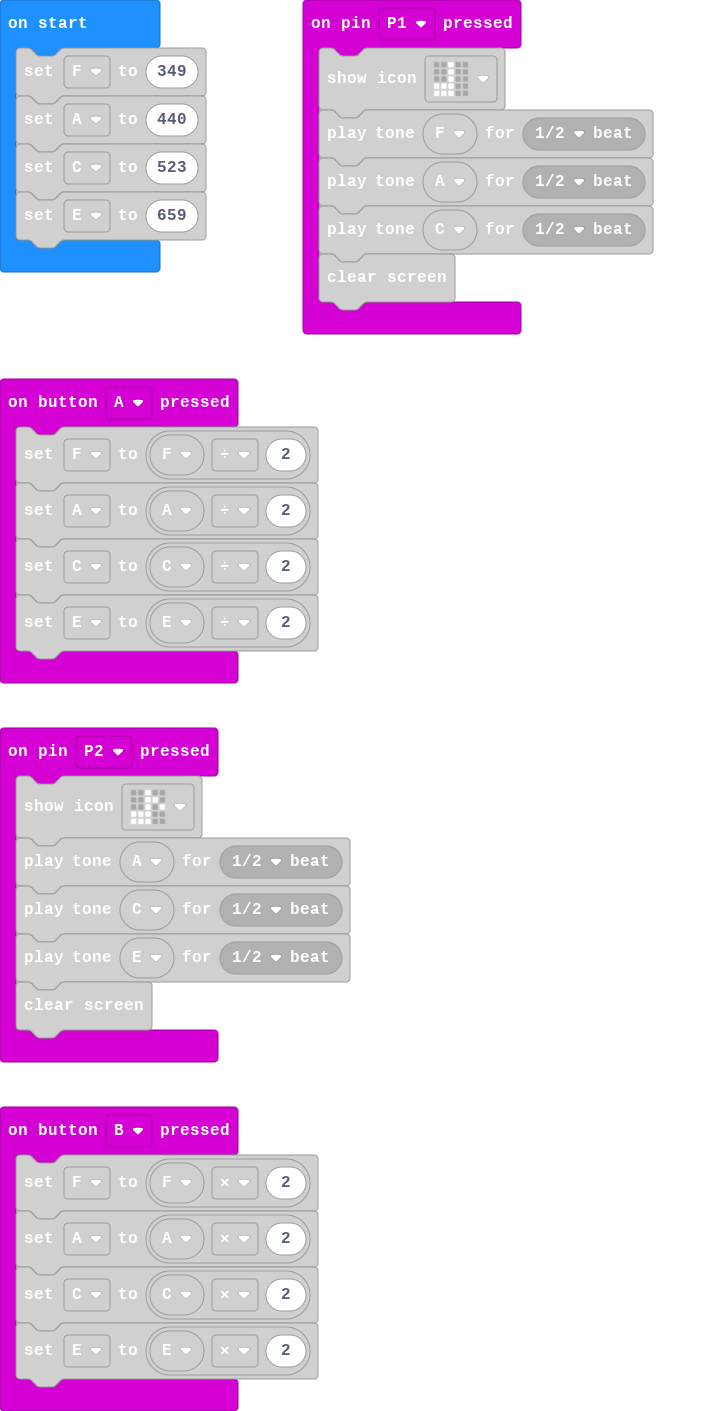 on start
set F to 349
set A to 440
set C to 523
set E to 659
on pin P1 pressed
show icon
play tone F for 1/2 beat
play tone A for 1/2 beat
play tone C for 1/2 beat
clear screen
on button A pressed
set F to F ÷ 2
set A to A ÷ 2
set C to C ÷ 2
set E to E ÷ 2
on pin P2 pressed
show icon
play tone A for 1/2 beat
play tone C for 1/2 beat
play tone E for 1/2 beat
clear screen
on button B pressed
set F to F × 2
set A to A × 2
set C to C × 2
set E to E × 2